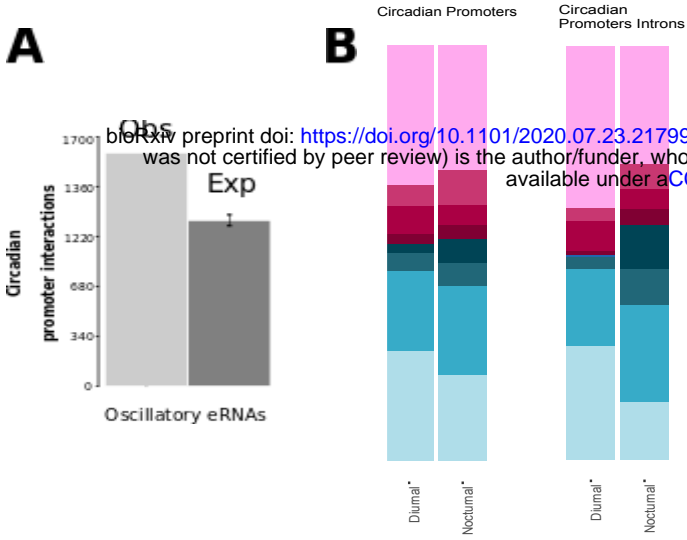 A
B
Circadian Promoters
Circadian
Promoters Introns
Obs
Exp
bioRxiv preprint doi: https://doi.org/10.1101/2020.07.23.21799
was not certified by peer review) is the author/funder, who
available under aCC
1700
1360
1220
680
340
0
Circadian
promoter interactions
Oscillatory eRNAs
Diurnal*
Nocturnal*
Diurnal*
Nocturnal*